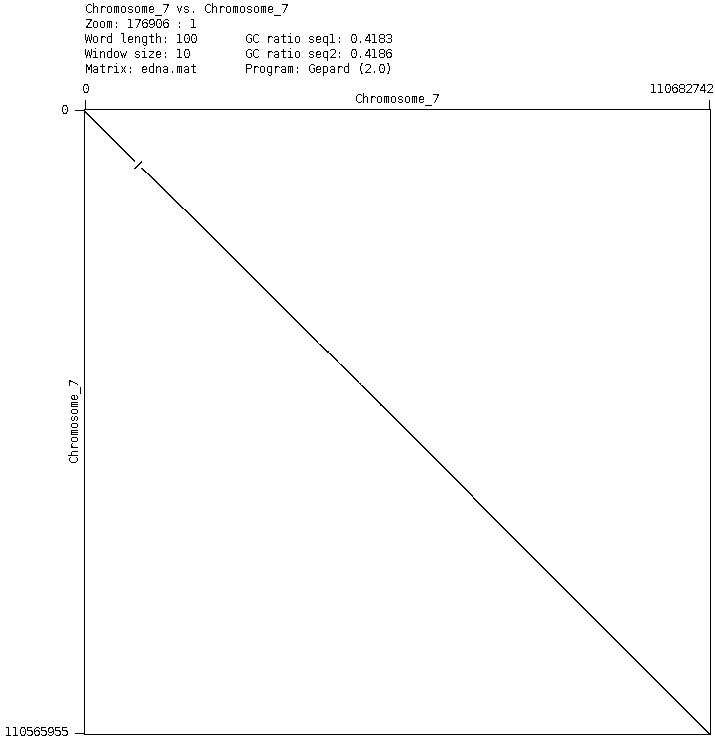 Chromosome_7 vs. Chromosome_7
Zoom: 176906 : 1
Word length: 100 GC ratio seq1: 0.4183
Window size: 10 GC ratio seq2: 0.4186
Matrix: edna.mat Program: Gepard (2.0)
0 110682742
Chromosome_7
0
Chromosome_7
110565955